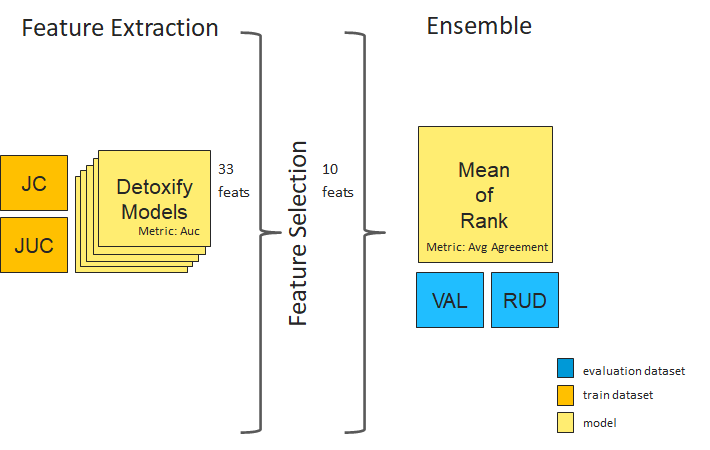 Feature Extraction
Ensemble
JC
JUC
Detoxify
Models
Metric: Auc
33
feats
Feature Selection
10
feats
Mean
of
Rank
Metric: Avg Agreement
VAL
RUD
evaluation dataset
train dataset
model